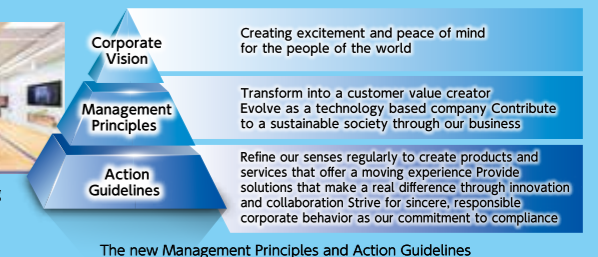 Corporate
Vision
Creating excitement and peace of mind
for the people of the world
Management
Principles
Transform into a customer value creator
Evolve as a technology based company Contribute
to a sustainable society through our business
Action
Guidelines
Refine our senses regularly to create products and
services that offer a moving experience Provide
solutions that make a real difference through innovation
and collaboration Strive for sincere, responsible
corporate behavior as our commitment to compliance
The new Management Principles and Action Guidelines